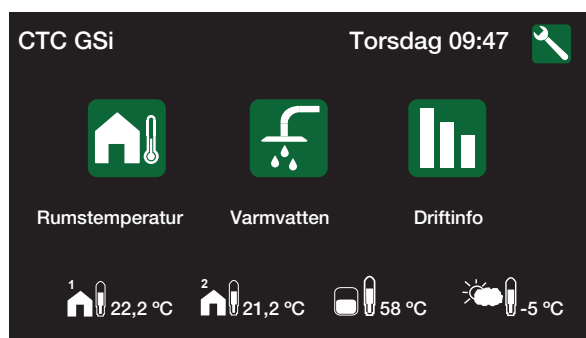 CTC GSi
Torsdag 09:47
Rumstemperatur
Varmvatten
Driftinfo
1 22,2 °C
2 21,2 °C
58 °C
-5 °C